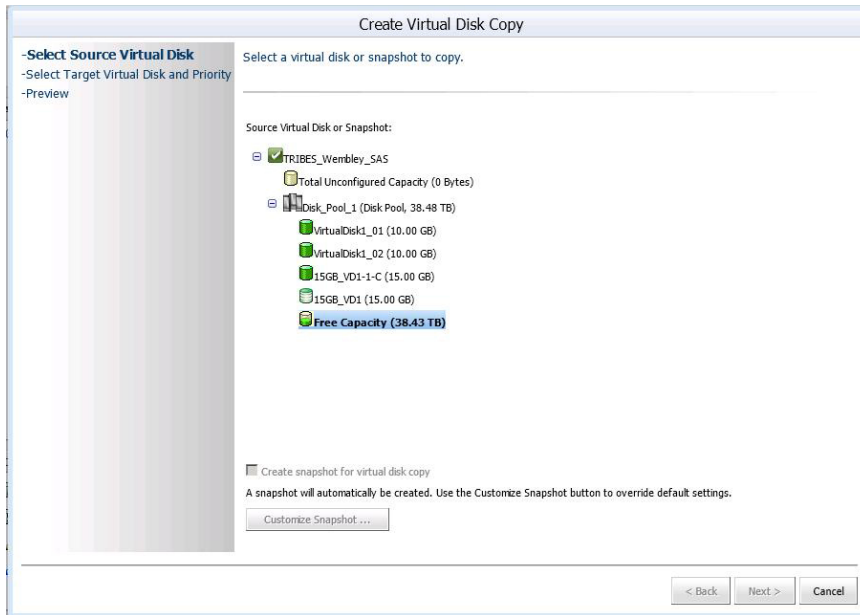 Create Virtual Disk Copy
-Select Source Virtual Disk
-Select Target Virtual Disk and Priority
-Preview
Select a virtual disk or snapshot to copy.
Source Virtual Disk or Snapshot:
TRIBES_Wembley_SAS
Total Unconfigured Capacity (0 Bytes)
Disk_Pool_1 (Disk Pool, 38.48 TB)
VirtualDisk1_01 (10.00 GB)
VirtualDisk1_02 (10.00 GB)
15GB_VD1-1-C (15.00 GB)
15GB_VD1 (15.00 GB)
Free Capacity (38.43 TB)
Create snapshot for virtual disk copy
A snapshot will automatically be created. Use the Customize Snapshot button to override default settings.
Customize Snapshot ...
< Back Next > Cancel